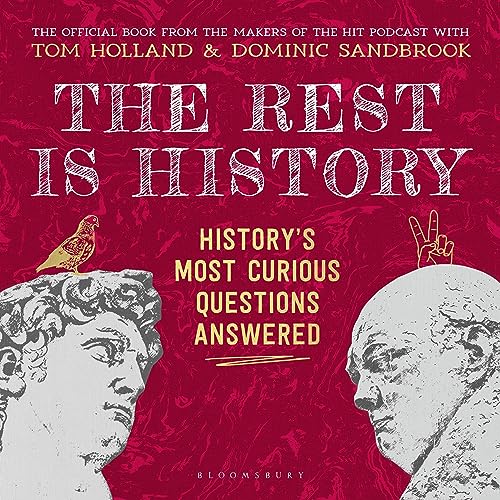 THE OFFICIAL BOOK FROM THE MAKERS OF THE HIT PODCAST WITH
TOM HOLLAND & DOMINIC SANDBROOK
THE REST
IS HISTORY
HISTORY'S
MOST CURIOUS
QUESTIONS
ANSWERED
BLOOMSBURY